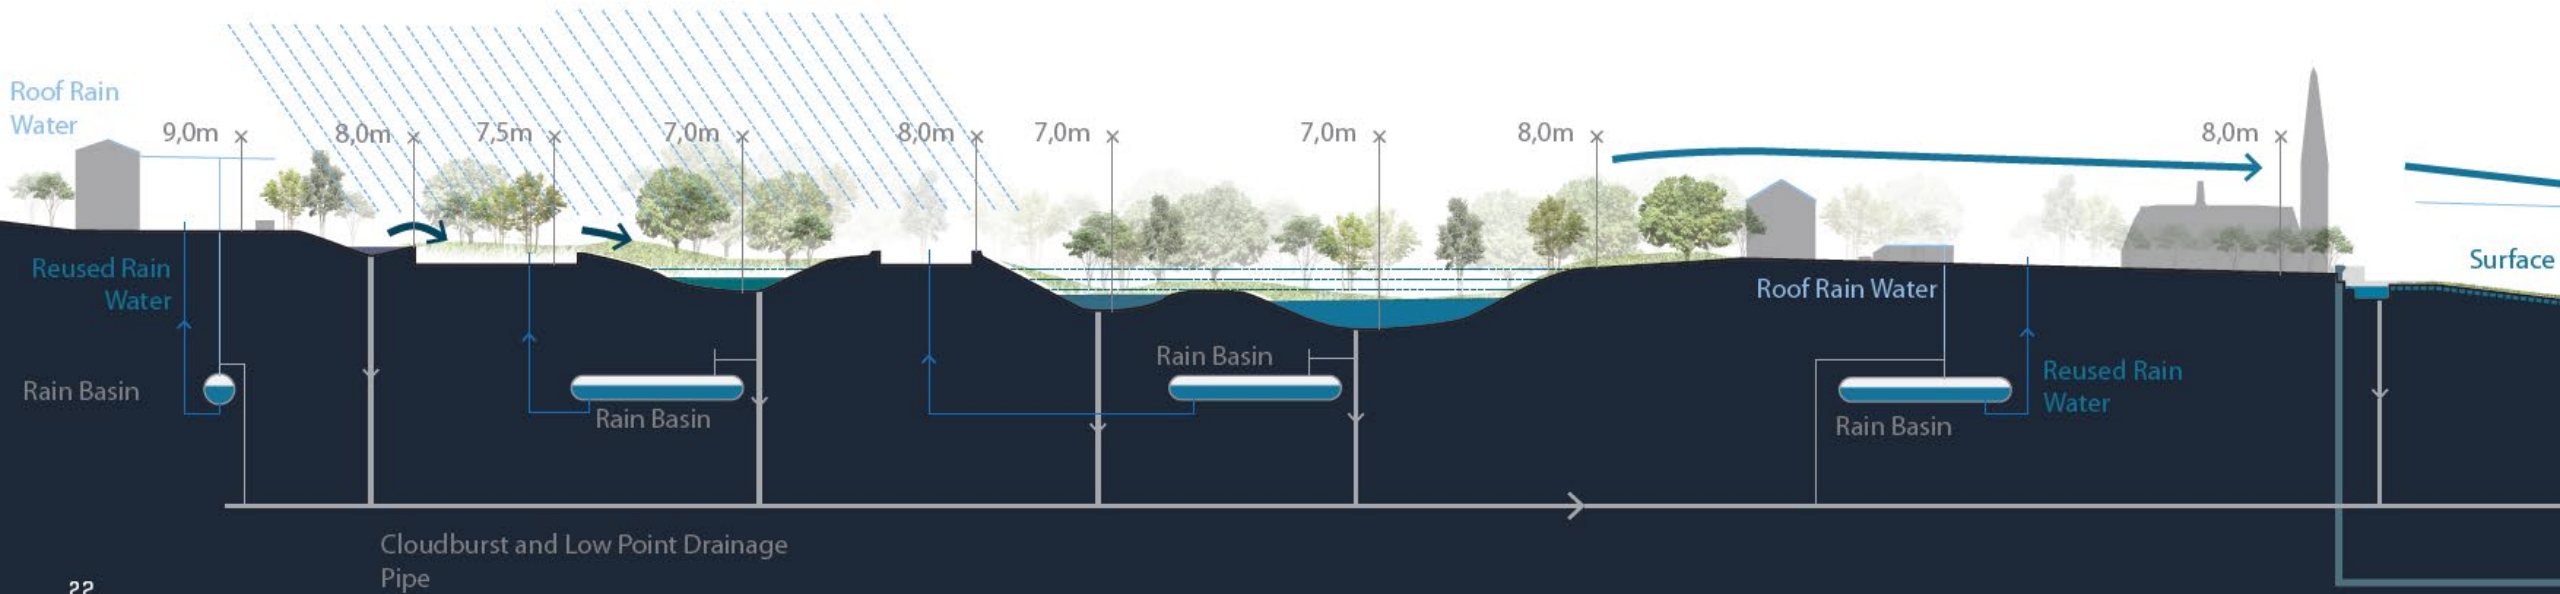 Roof Rain
Water
9,0m
8,0m
7,5m
7,0m
8,0m
7,0m
7,0m
8,0m
8,0m
Reused Rain
Water
Rain Basin
Rain Basin
Rain Basin
Roof Rain Water
Rain Basin
Reused Rain
Water
Surface
Cloudburst and Low Point Drainage
Pipe
22